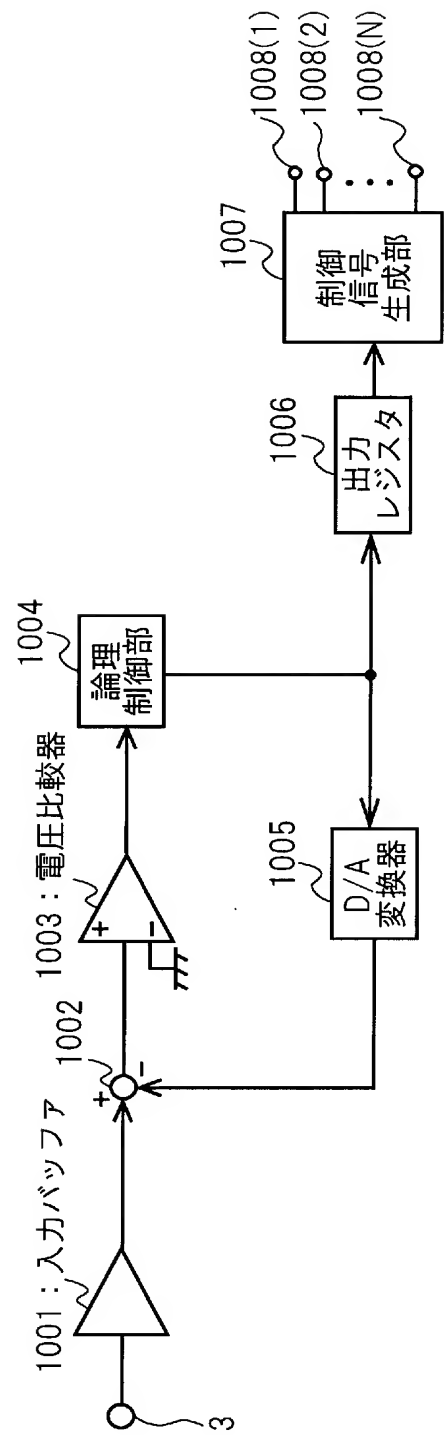 3
1001：入力バッファ
+
-
1002
1003：電圧比較器
+
-
1004
論理
制御部
1005
D/A
変換器
1006
出力
レジスタ
1007
制御
信号
生成部
1008(1)
1008(2)
1008(N)